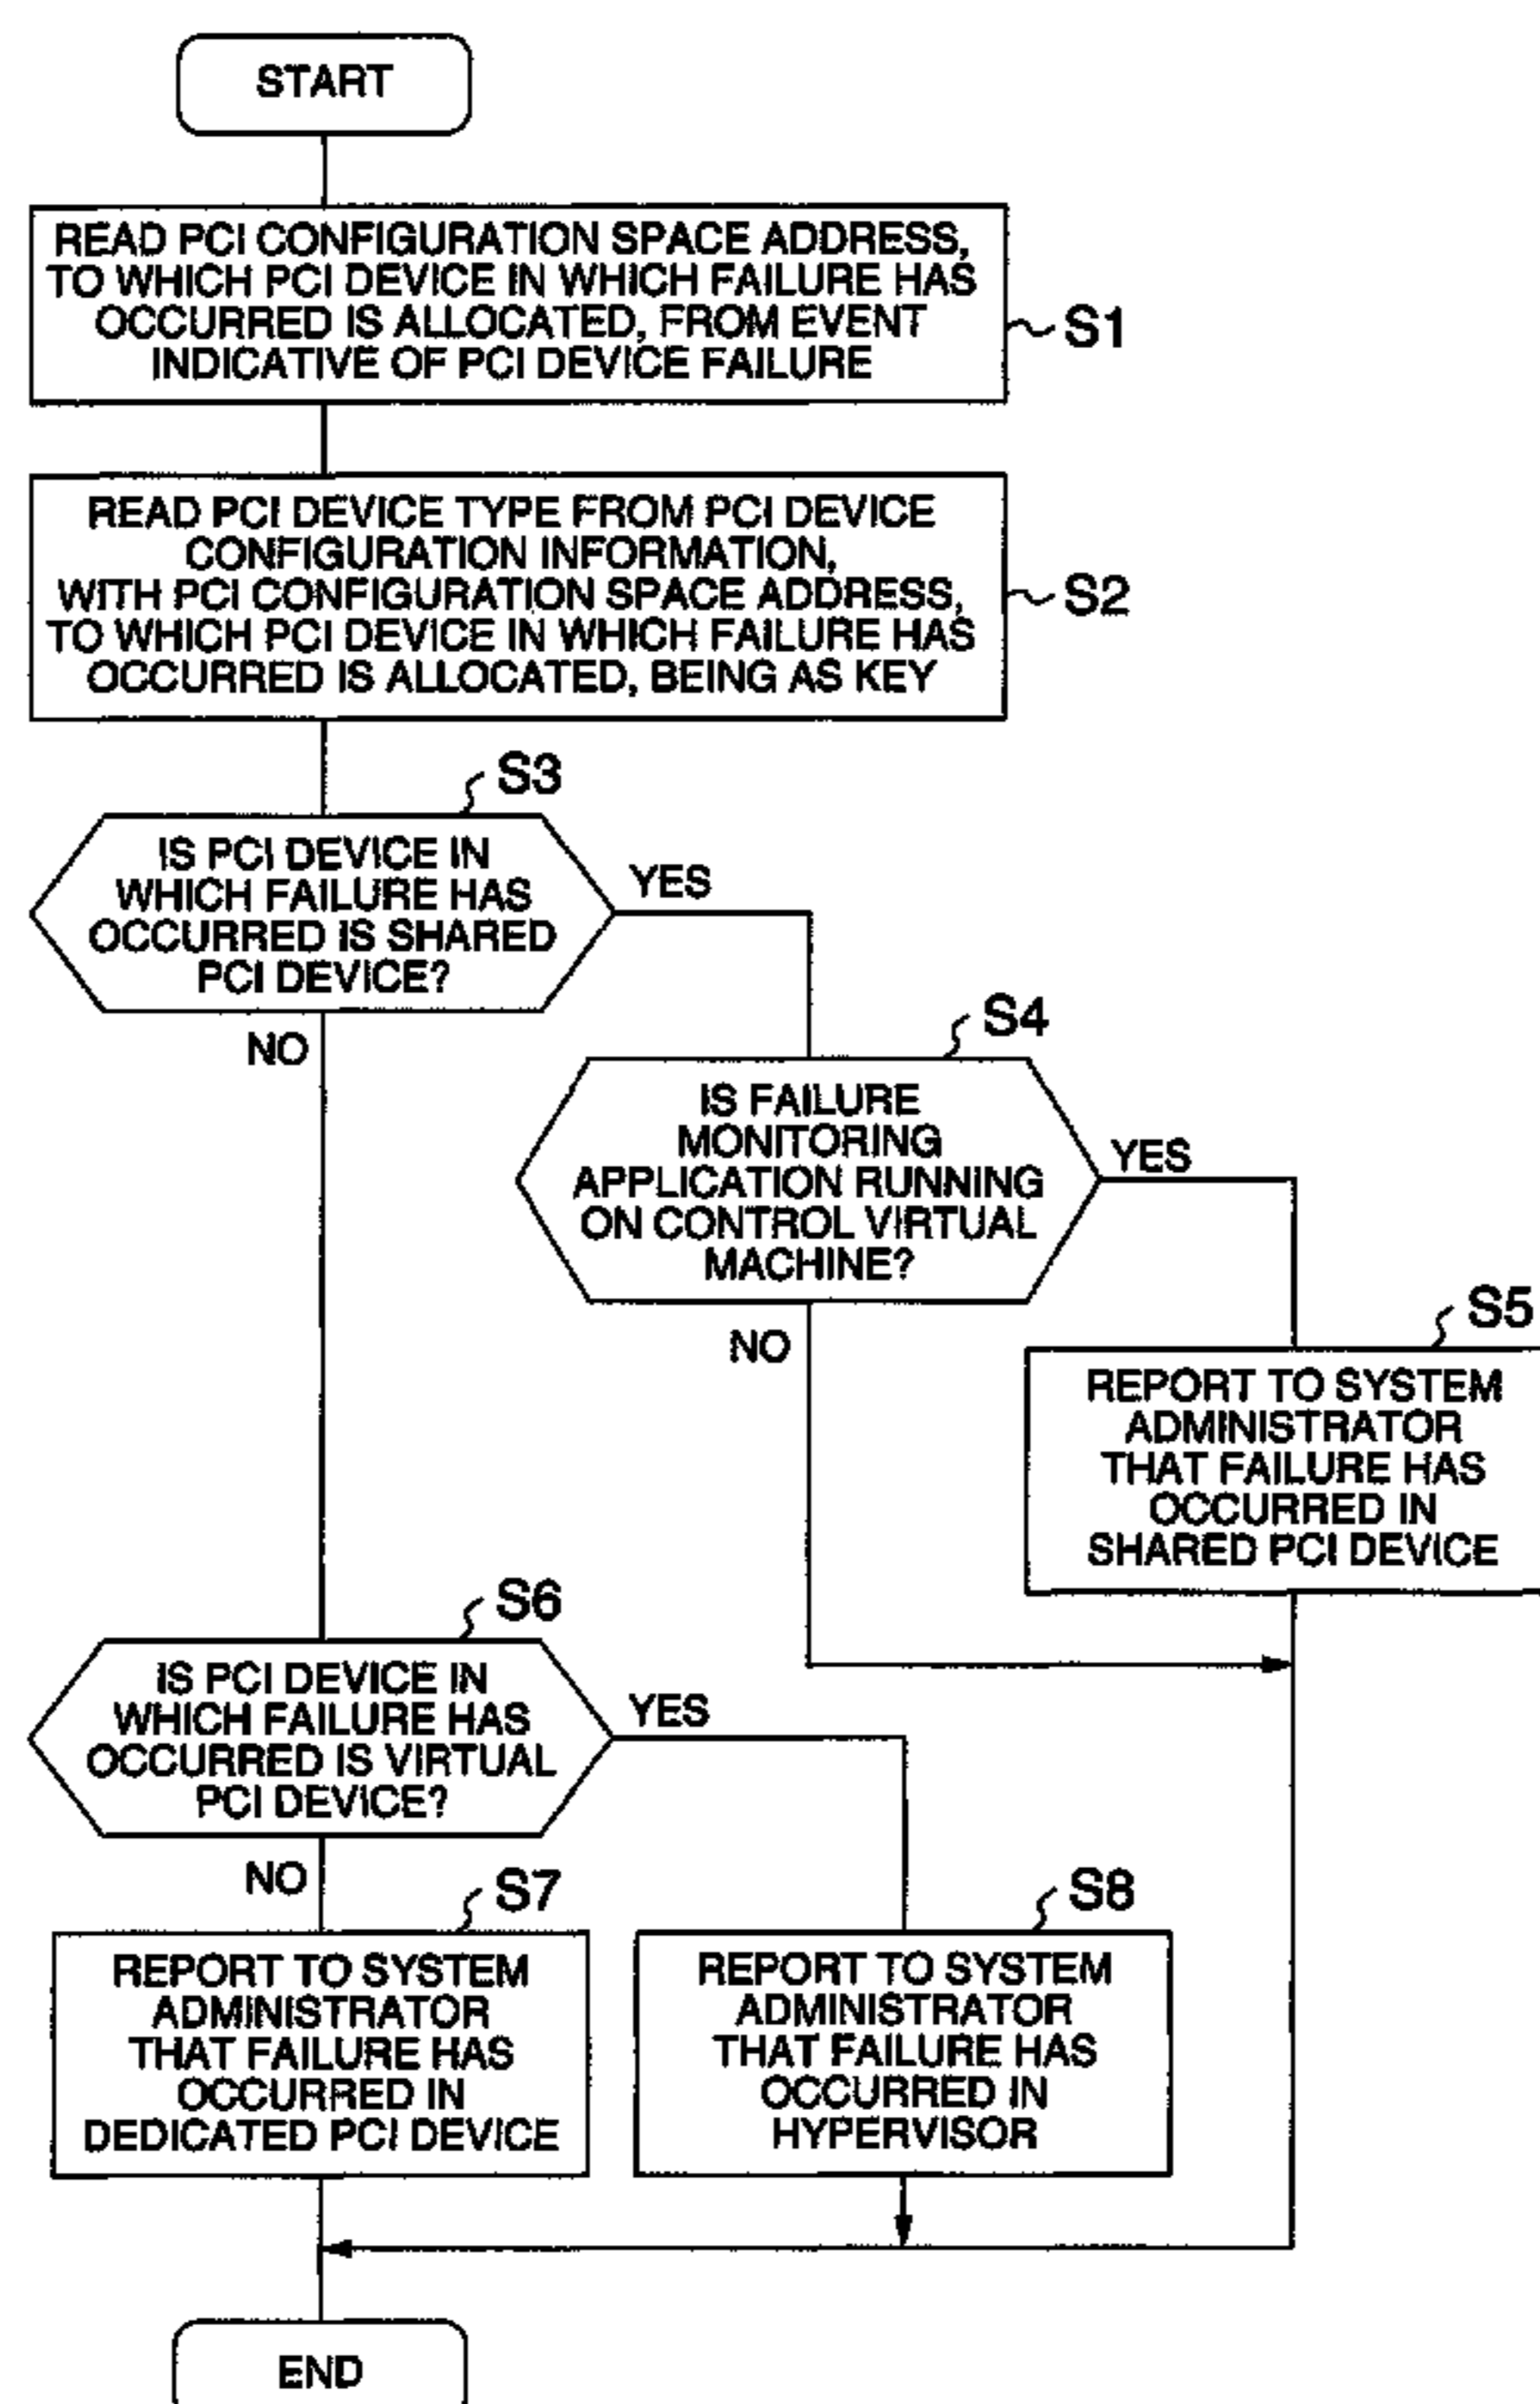 START
READ PCI CONFIGURATION SPACE ADDRESS,
TO WHICH PCI DEVICE IN WHICH FAILURE HAS
OCCURRED IS ALLOCATED, FROM EVENT
INDICATIVE OF PCI DEVICE FAILURE
S1
READ PCI DEVICE TYPE FROM PCI DEVICE
CONFIGURATION INFORMATION,
WITH PCI CONFIGURATION SPACE ADDRESS,
TO WHICH PCI DEVICE IN WHICH FAILURE HAS
OCCURRED IS ALLOCATED, BEING AS KEY
S2
S3
IS PCI DEVICE IN
WHICH FAILURE HAS
OCCURRED IS SHARED
PCI DEVICE?
YES
NO
S4
IS FAILURE
MONITORING
APPLICATION RUNNING
ON CONTROL VIRTUAL
MACHINE?
YES
NO
S5
REPORT TO SYSTEM
ADMINISTRATOR
THAT FAILURE HAS
OCCURRED IN
SHARED PCI DEVICE
S6
IS PCI DEVICE IN
WHICH FAILURE HAS
OCCURRED IS VIRTUAL
PCI DEVICE?
YES
NO
S7
REPORT TO SYSTEM
ADMINISTRATOR
THAT FAILURE HAS
OCCURRED IN
DEDICATED PCI DEVICE
S8
REPORT TO SYSTEM
ADMINISTRATOR
THAT FAILURE HAS
OCCURRED IN
HYPERVISOR
END